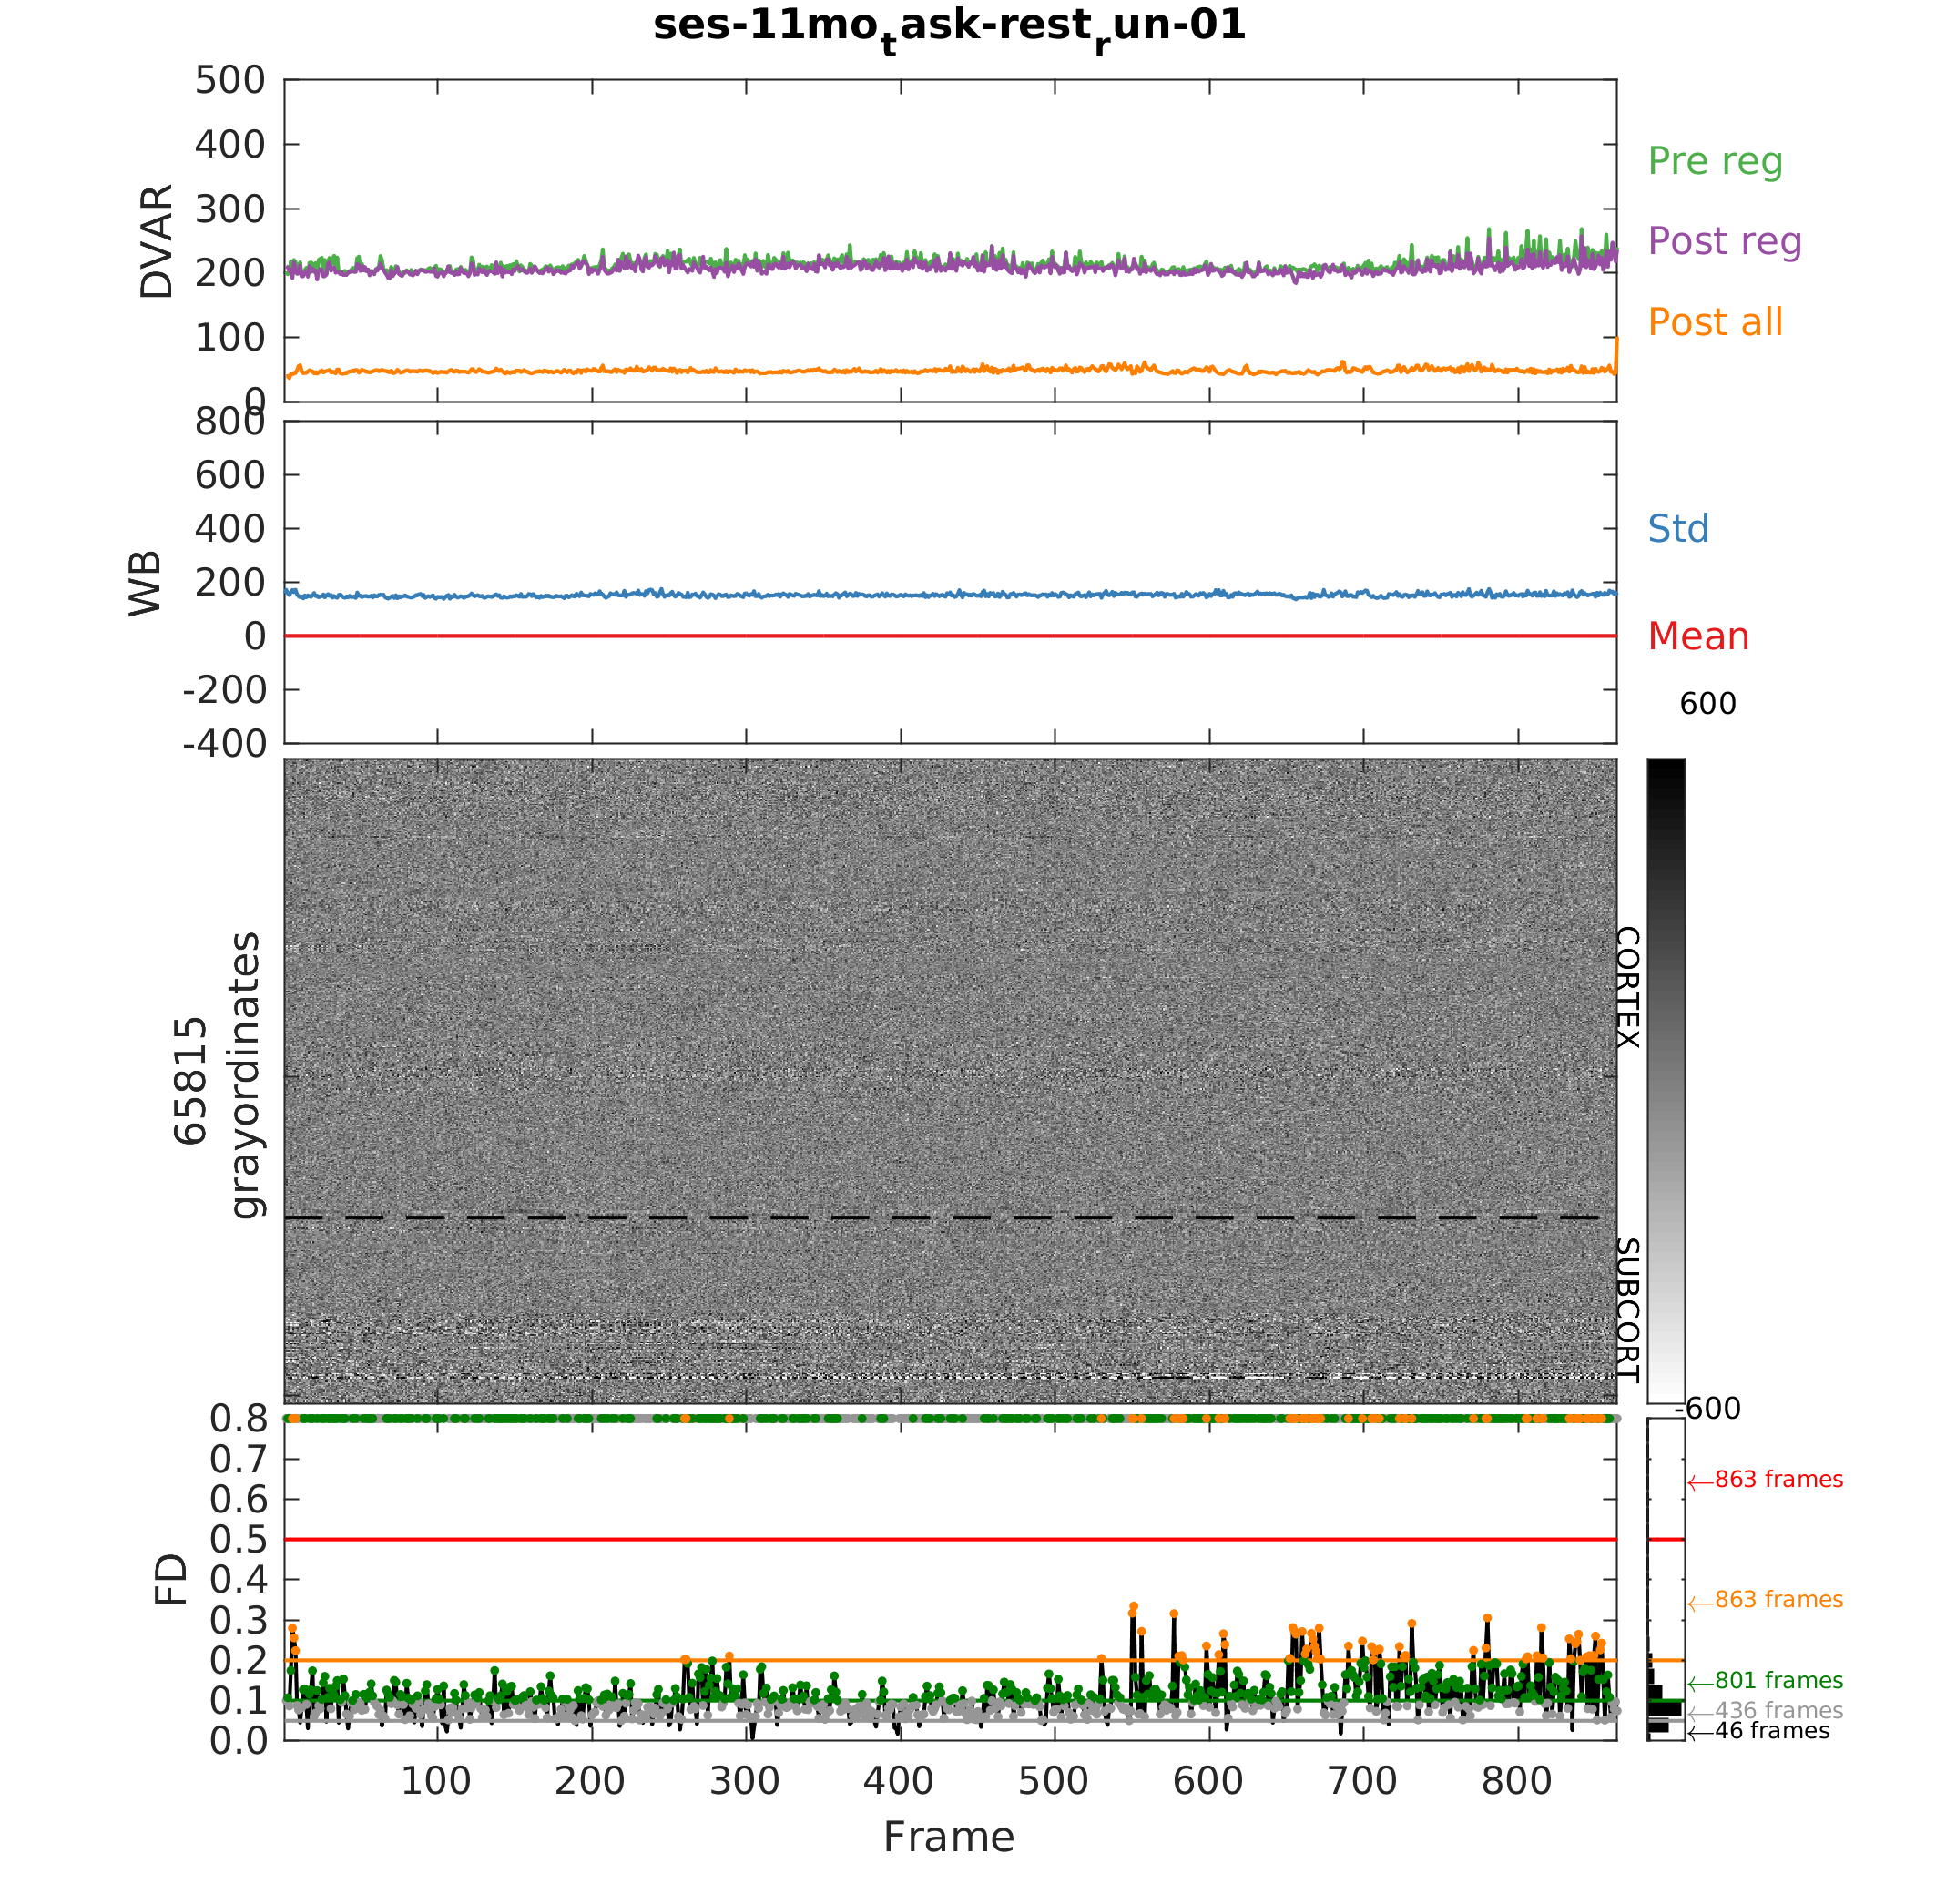 ses-11mo_task-rest_run-01
500
400
300
200
100
0
DVAR
Pre reg
Post reg
Post all
800
600
400
200
0
-200
-400
WB
Std
Mean
600
65815
grayordinates
CORTEX
SUBCORT
-600
0.8
0.7
0.6
0.5
0.4
0.3
0.2
0.1
0.0
FD
←863 frames
←863 frames
←801 frames
←436 frames
←46 frames
100 200 300 400 500 600 700 800
Frame